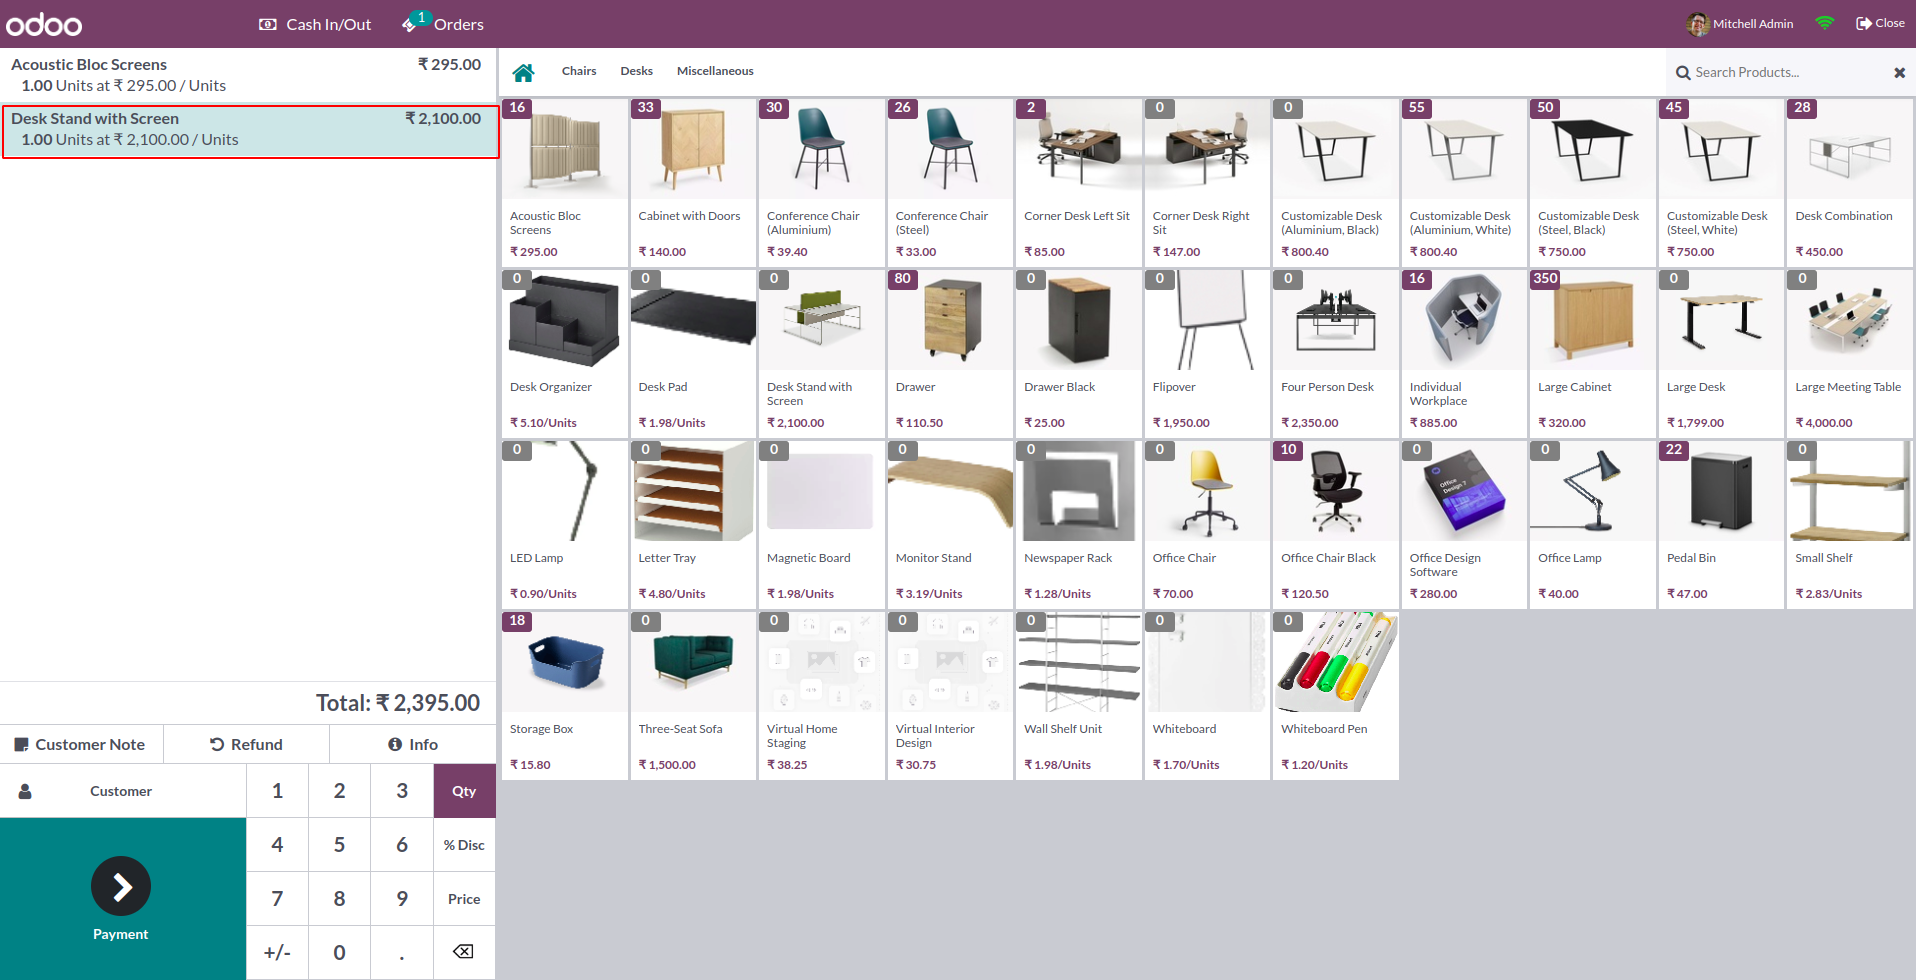 odoo
Cash In/Out
1
Orders
Mitchell Admin
Close
Acoustic Bloc Screens ₹ 295.00
1.00 Units at ₹ 295.00 / Units
Desk Stand with Screen ₹ 2,100.00
1.00 Units at ₹ 2,100.00 / Units
Total: ₹ 2,395.00
Customer Note
Refund
Info
Customer
1 2 3 Qty
4 5 6 % Disc
7 8 9 Price
+/- 0 .
Payment
Chairs
Desks
Miscellaneous
Search Products...
16
Acoustic Bloc
Screens
₹ 295.00
33
Cabinet with Doors
₹ 140.00
30
Conference Chair
(Aluminium)
₹ 39.40
26
Conference Chair
(Steel)
₹ 33.00
2
Corner Desk Left Sit
₹ 85.00
0
Corner Desk Right
Sit
₹ 147.00
0
Customizable Desk
(Aluminium, Black)
₹ 800.40
55
Customizable Desk
(Aluminium, White)
₹ 800.40
50
Customizable Desk
(Steel, Black)
₹ 750.00
45
Customizable Desk
(Steel, White)
₹ 750.00
28
Desk Combination
₹ 450.00
0
Desk Organizer
₹ 5.10/Units
0
Desk Pad
₹ 1.98/Units
0
Desk Stand with
Screen
₹ 2,100.00
80
Drawer
₹ 110.50
0
Drawer Black
₹ 25.00
0
Flipover
₹ 1,950.00
0
Four Person Desk
₹ 2,350.00
16
Individual
Workplace
₹ 885.00
350
Large Cabinet
₹ 320.00
0
Large Desk
₹ 1,799.00
0
Large Meeting Table
₹ 4,000.00
0
LED Lamp
₹ 0.90/Units
0
Letter Tray
₹ 4.80/Units
0
Magnetic Board
₹ 1.98/Units
0
Monitor Stand
₹ 3.19/Units
0
Newspaper Rack
₹ 1.28/Units
0
Office Chair
₹ 70.00
10
Office Chair Black
₹ 120.50
0
Office
Design 7
Office Design
Software
₹ 280.00
0
Office Lamp
₹ 40.00
22
Pedal Bin
₹ 47.00
0
Small Shelf
₹ 2.83/Units
18
Storage Box
₹ 15.80
0
Three-Seat Sofa
₹ 1,500.00
0
Virtual Home
Staging
₹ 38.25
0
Virtual Interior
Design
₹ 30.75
0
Wall Shelf Unit
₹ 1.98/Units
0
Whiteboard
₹ 1.70/Units
0
Whiteboard Pen
₹ 1.20/Units